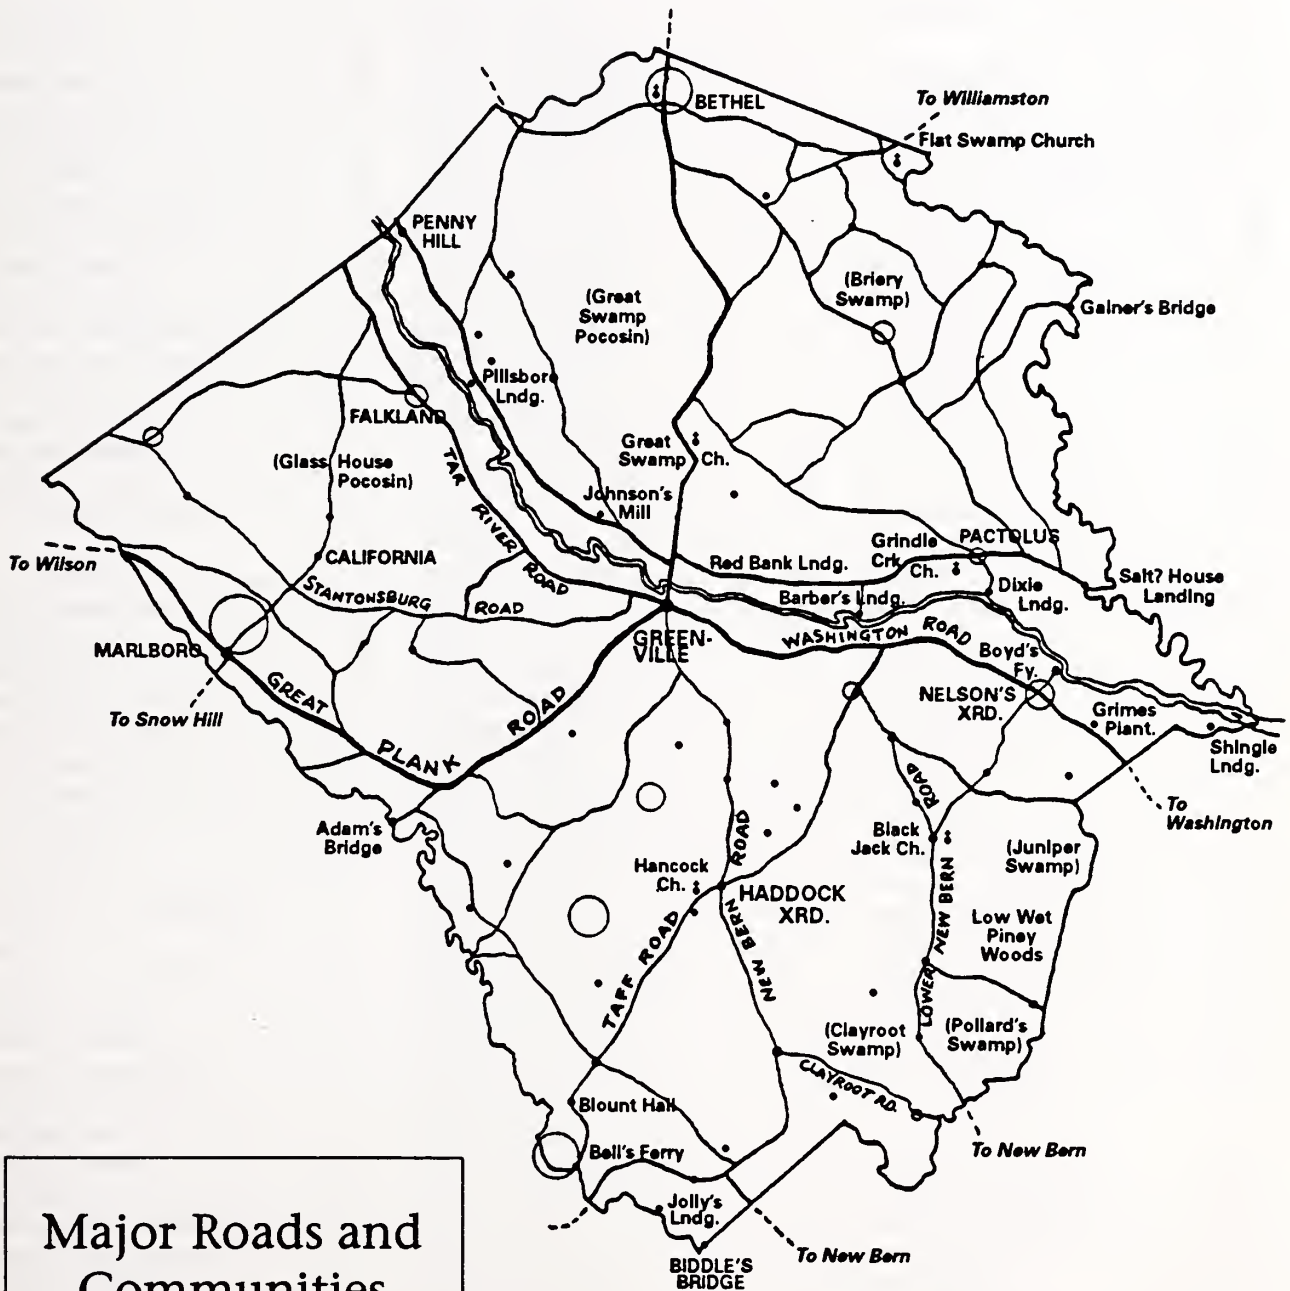 To Williamston
BETHEL
Flat Swamp Church
PENNY
HILL
(Briery
Swamp)
(Great
Swamp
Pocosin)
Gainer's Bridge
Pillsboro
Lndg.
FALKLAND
Great
Swamp Ch.
(Glass House
Pocosin)
TAR RIVER ROAD
Johnson's
Mill
To Wilson
CALIFORNIA
Grindle
Crk.
Ch.
PACTOLUS
Red Bank Lndg.
STANTONSBURG ROAD
Barber's Lndg.
Dixie
Lndg.
Salt? House
Landing
GREEN-
VILLE
WASHINGTON ROAD
MARLBORO
Boyd's
Fy.
NELSON'S
XRD.
GREAT PLANK ROAD
To Snow Hill
Grimes
Plant.
Shingle
Lndg.
To
Washington
Adam's
Bridge
ROAD
Black
Jack Ch.
(Juniper
Swamp)
Hancock
Ch.
ROAD
HADDOCK
XRD.
NEW BERN
TAFF ROAD
LOWER NEW BERN
Low Wet
Piney
Woods
(Clayroot
Swamp)
(Pollard's
Swamp)
CLAYROOT RD.
Blount Hall
Bell's Ferry
To New Bern
Jolly's
Lndg.
To New Bern
BIDDLE'S
BRIDGE
Major Roads and
Communities